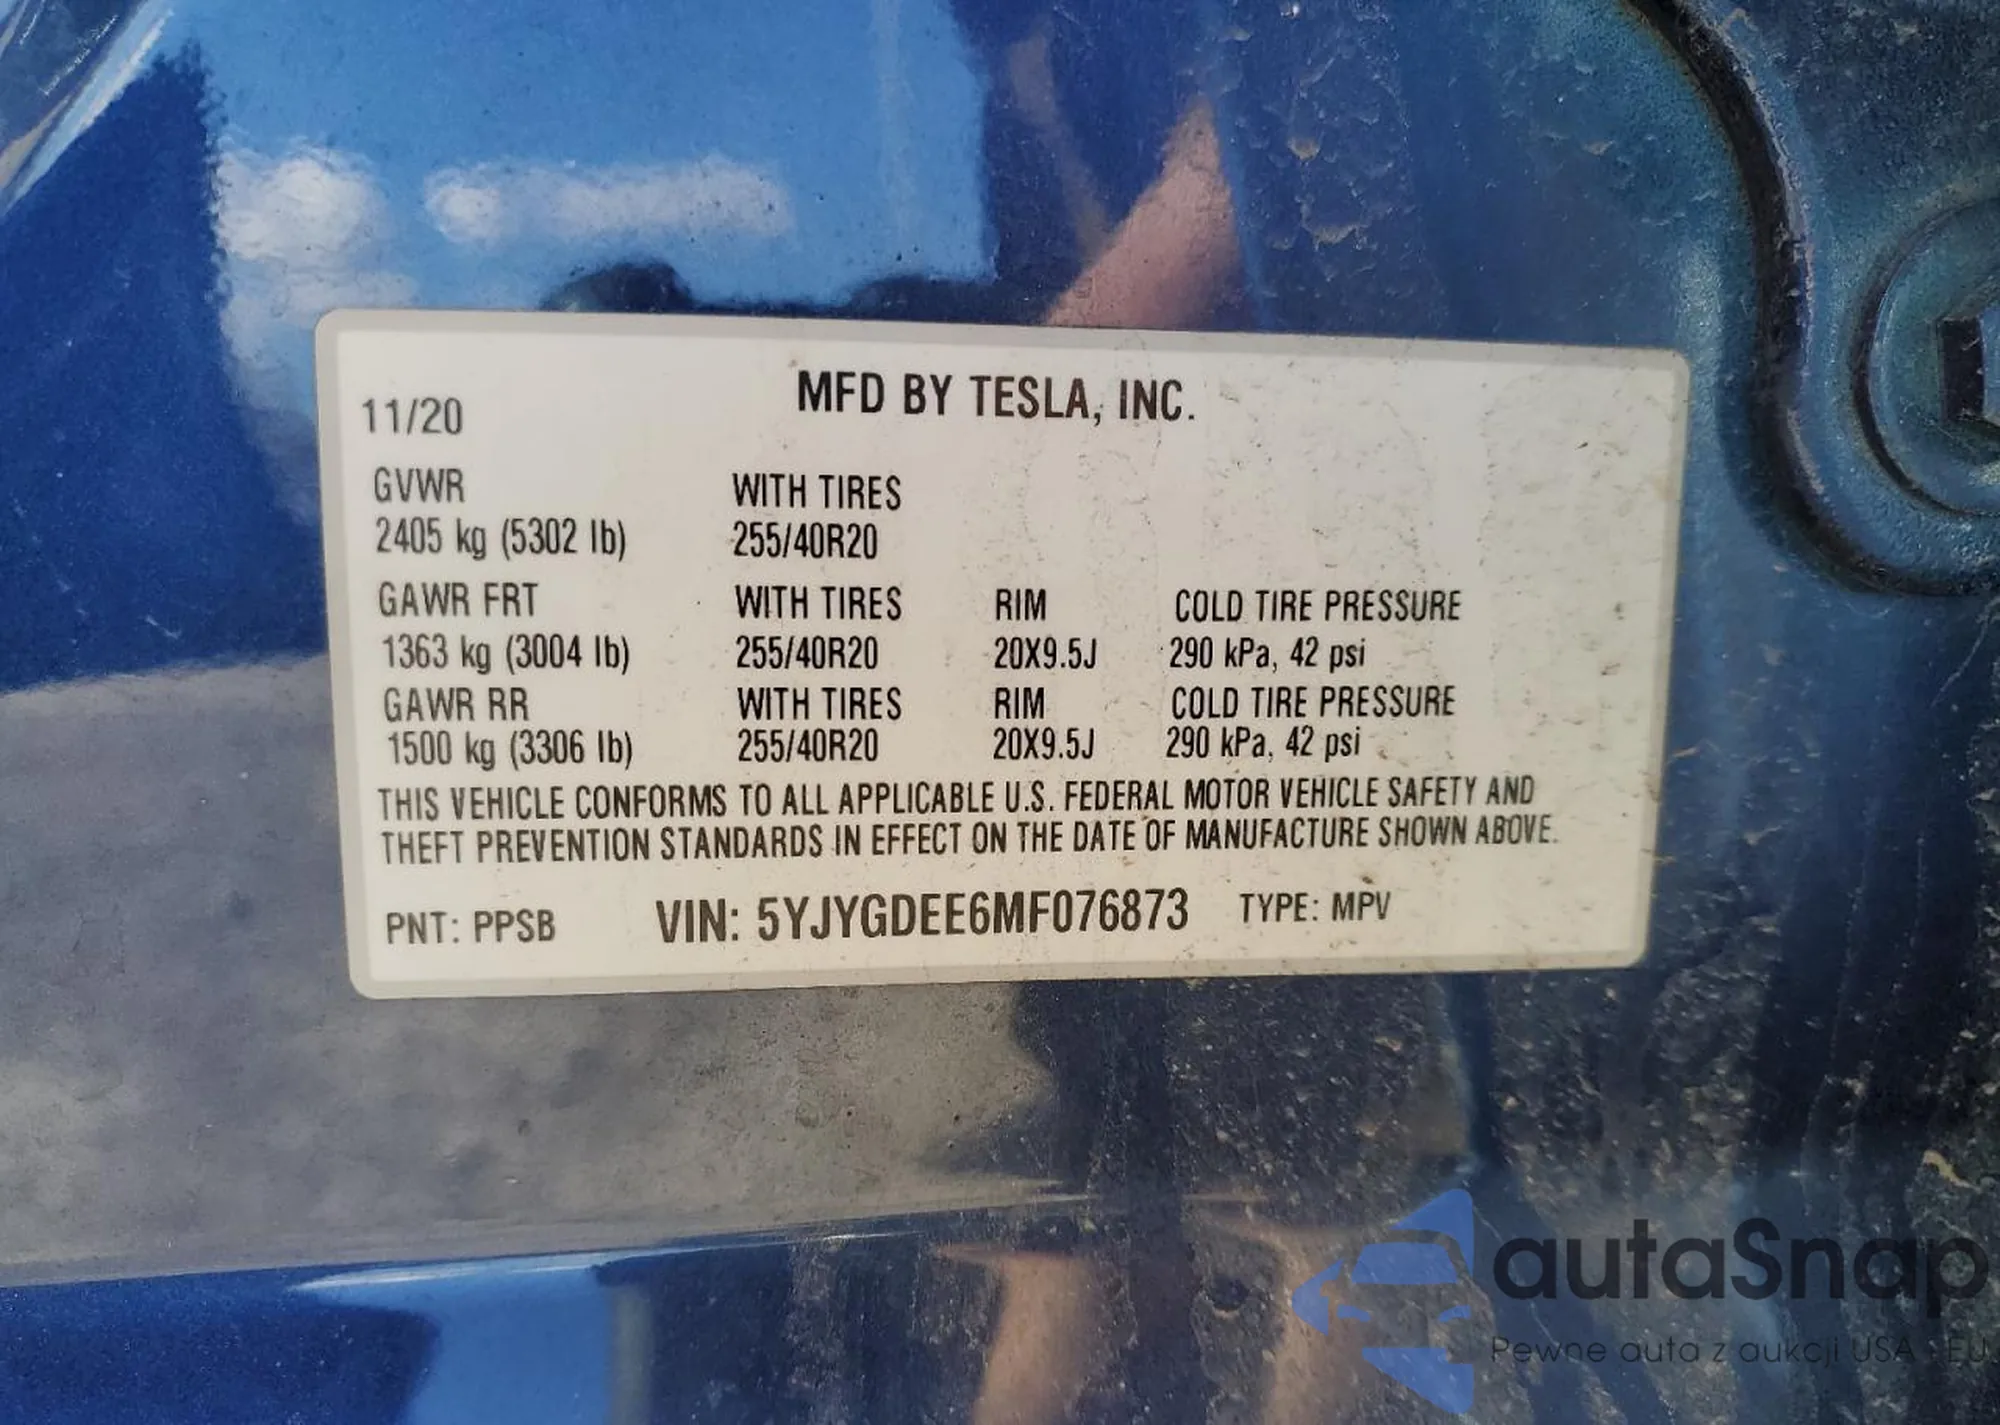 11/20 MFD BY TESLA, INC.
GVWR WITH TIRES
2405 kg (5302 lb) 255/40R20
GAWR FRT WITH TIRES RIM COLD TIRE PRESSURE
1363 kg (3004 lb) 255/40R20 20X9.5J 290 kPa, 42 psi
GAWR RR WITH TIRES RIM COLD TIRE PRESSURE
1500 kg (3306 lb) 255/40R20 20X9.5J 290 kPa, 42 psi
THIS VEHICLE CONFORMS TO ALL APPLICABLE U.S. FEDERAL MOTOR VEHICLE SAFETY AND
THEFT PREVENTION STANDARDS IN EFFECT ON THE DATE OF MANUFACTURE SHOWN ABOVE.
PNT: PPSB VIN: 5YJYGDEE6MF076873 TYPE: MPV
autaSnap
Pewne auta z aukcji USA - EU